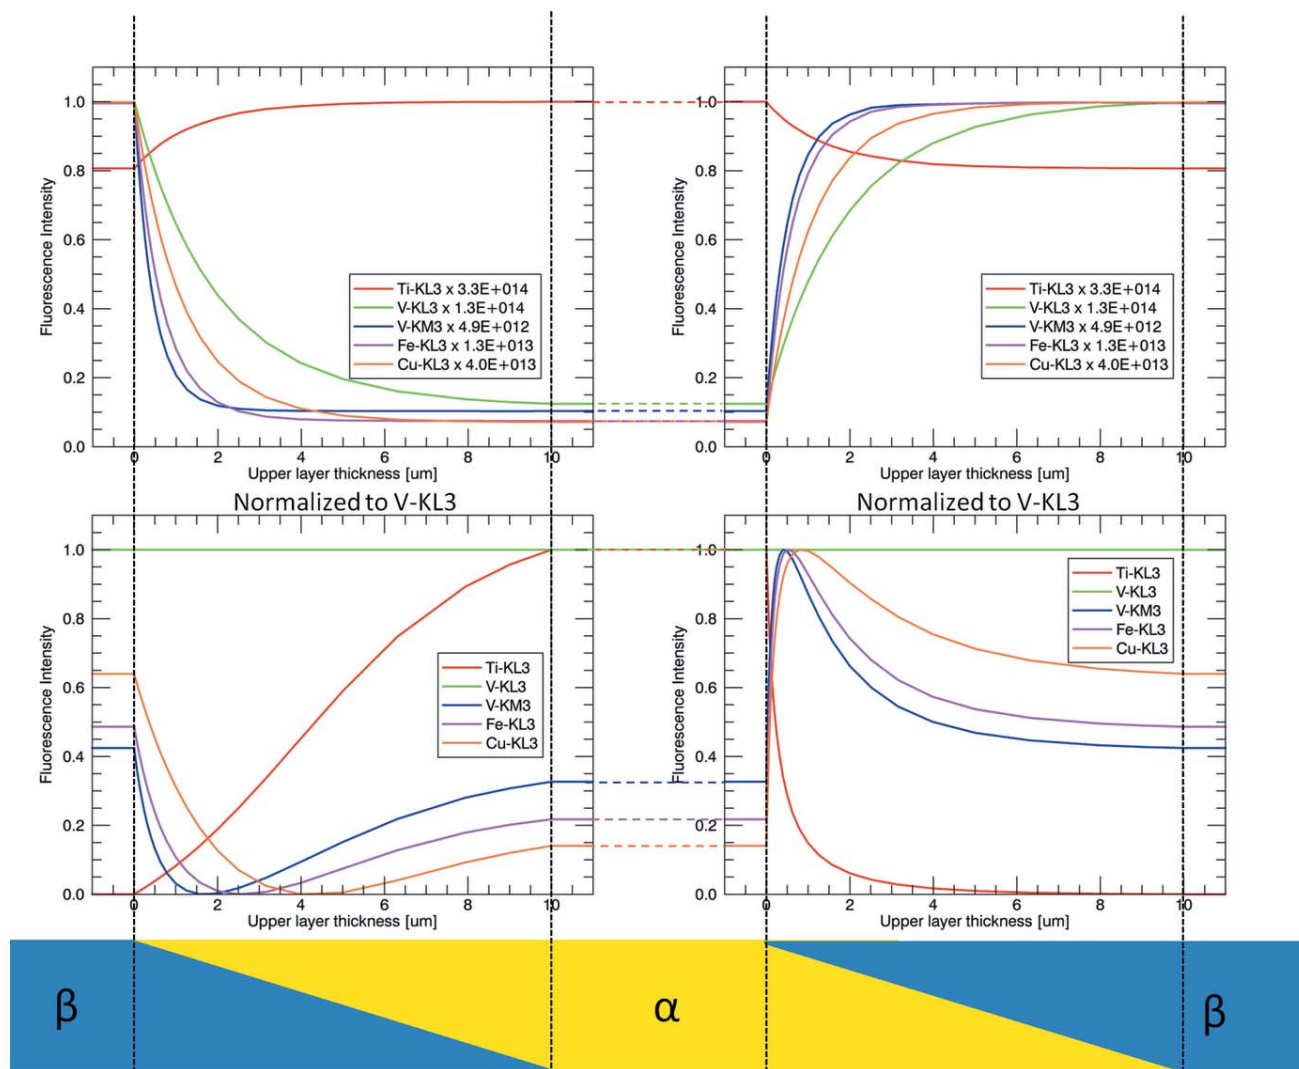 Fluorescence Intensity
1.0
0.8
0.6
0.4
0.2
0.0
Ti-KL3 x 3.3E+014
V-KL3 x 1.3E+014
V-KM3 x 4.9E+012
Fe-KL3 x 1.3E+013
Cu-KL3 x 4.0E+013
0 2 4 6 8 10
Upper layer thickness [um]
Fluorescence Intensity
1.0
0.8
0.6
0.4
0.2
0.0
Ti-KL3 x 3.3E+014
V-KL3 x 1.3E+014
V-KM3 x 4.9E+012
Fe-KL3 x 1.3E+013
Cu-KL3 x 4.0E+013
0 2 4 6 8 10
Upper layer thickness [um]
Normalized to V-KL3
Fluorescence Intensity
1.0
0.8
0.6
0.4
0.2
0.0
Ti-KL3
V-KL3
V-KM3
Fe-KL3
Cu-KL3
0 2 4 6 8 10
Upper layer thickness [um]
Normalized to V-KL3
Fluorescence Intensity
1.0
0.8
0.6
0.4
0.2
0.0
Ti-KL3
V-KL3
V-KM3
Fe-KL3
Cu-KL3
0 2 4 6 8 10
Upper layer thickness [um]
β α β